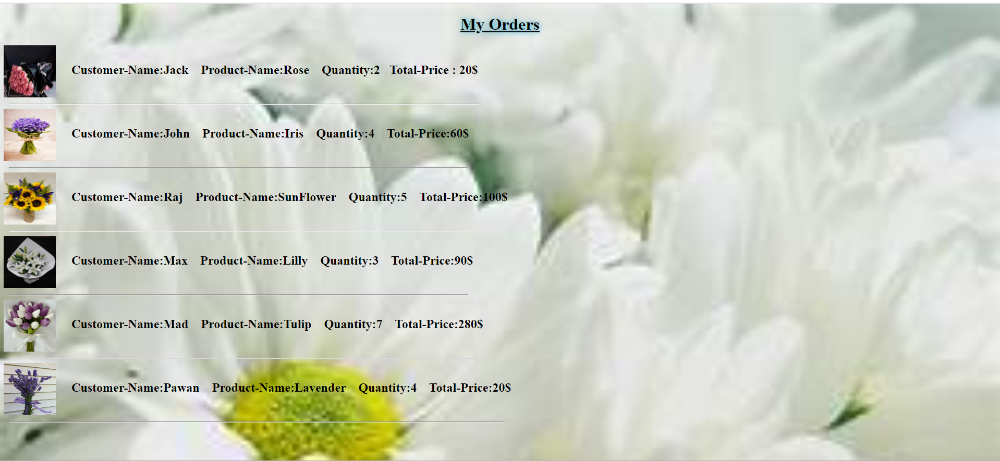 My Orders
Customer-Name:Jack Product-Name:Rose Quantity:2 Total-Price : 20$
Customer-Name:John Product-Name:Iris Quantity:4 Total-Price:60$
Customer-Name:Raj Product-Name:SunFlower Quantity:5 Total-Price:100$
Customer-Name:Max Product-Name:Lilly Quantity:3 Total-Price:90$
Customer-Name:Mad Product-Name:Tulip Quantity:7 Total-Price:280$
Customer-Name:Pawan Product-Name:Lavender Quantity:4 Total-Price:20$